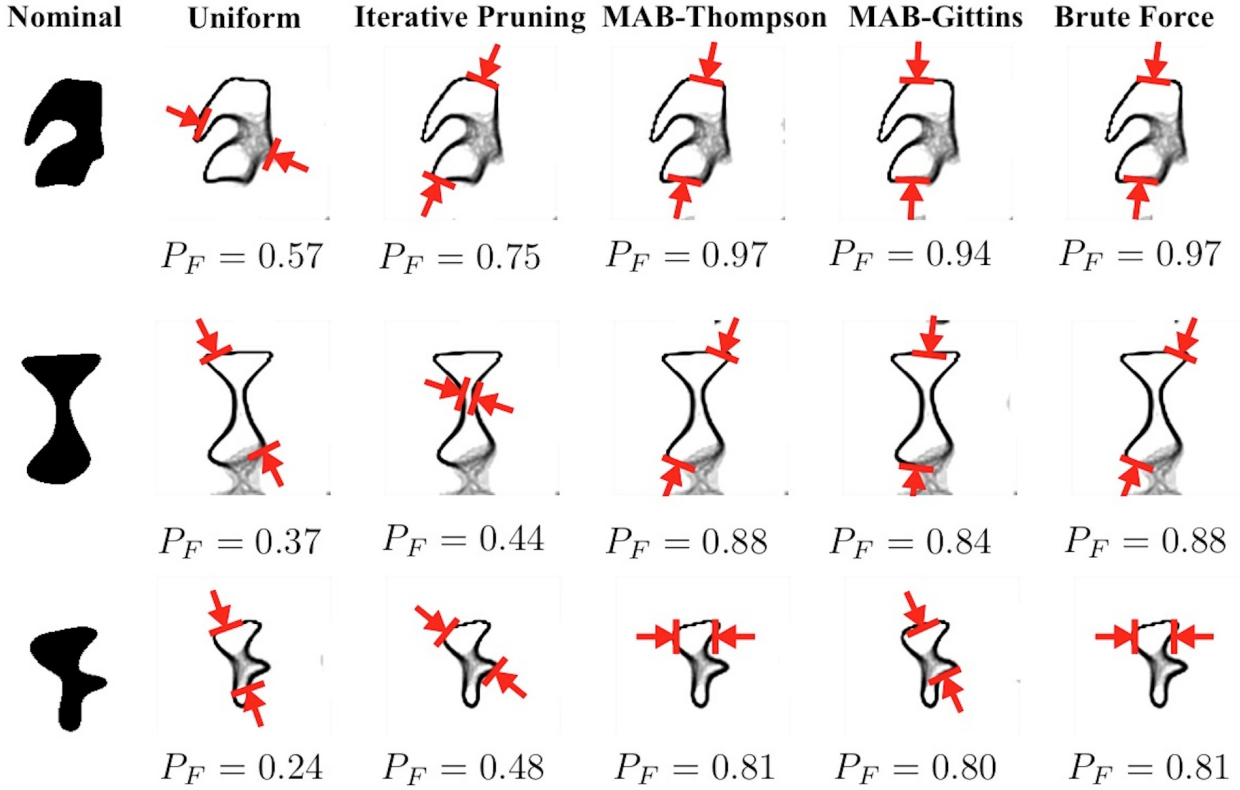 Nominal Uniform Iterative Pruning MAB-Thompson MAB-Gittins Brute Force
P_F = 0.57 P_F = 0.75 P_F = 0.97 P_F = 0.94 P_F = 0.97
P_F = 0.37 P_F = 0.44 P_F = 0.88 P_F = 0.84 P_F = 0.88
P_F = 0.24 P_F = 0.48 P_F = 0.81 P_F = 0.80 P_F = 0.81